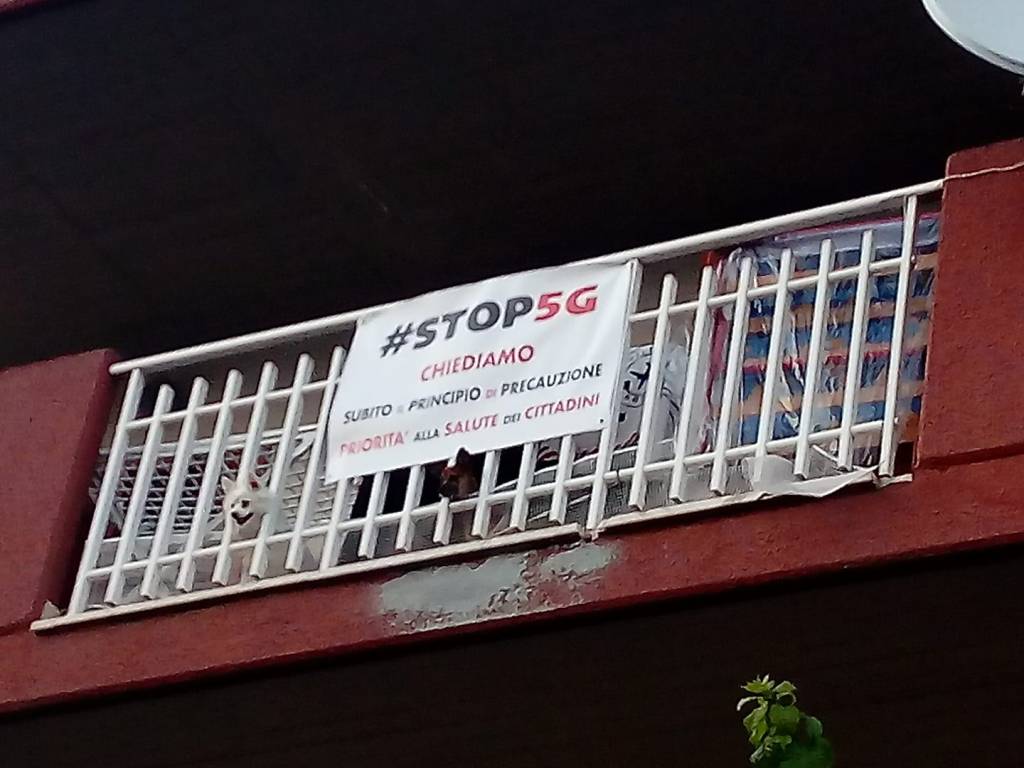 #STOP5G
CHIEDIAMO
SUBITO IL PRINCIPIO DI PRECAUZIONE
PRIORITA' ALLA SALUTE DEI CITTADINI